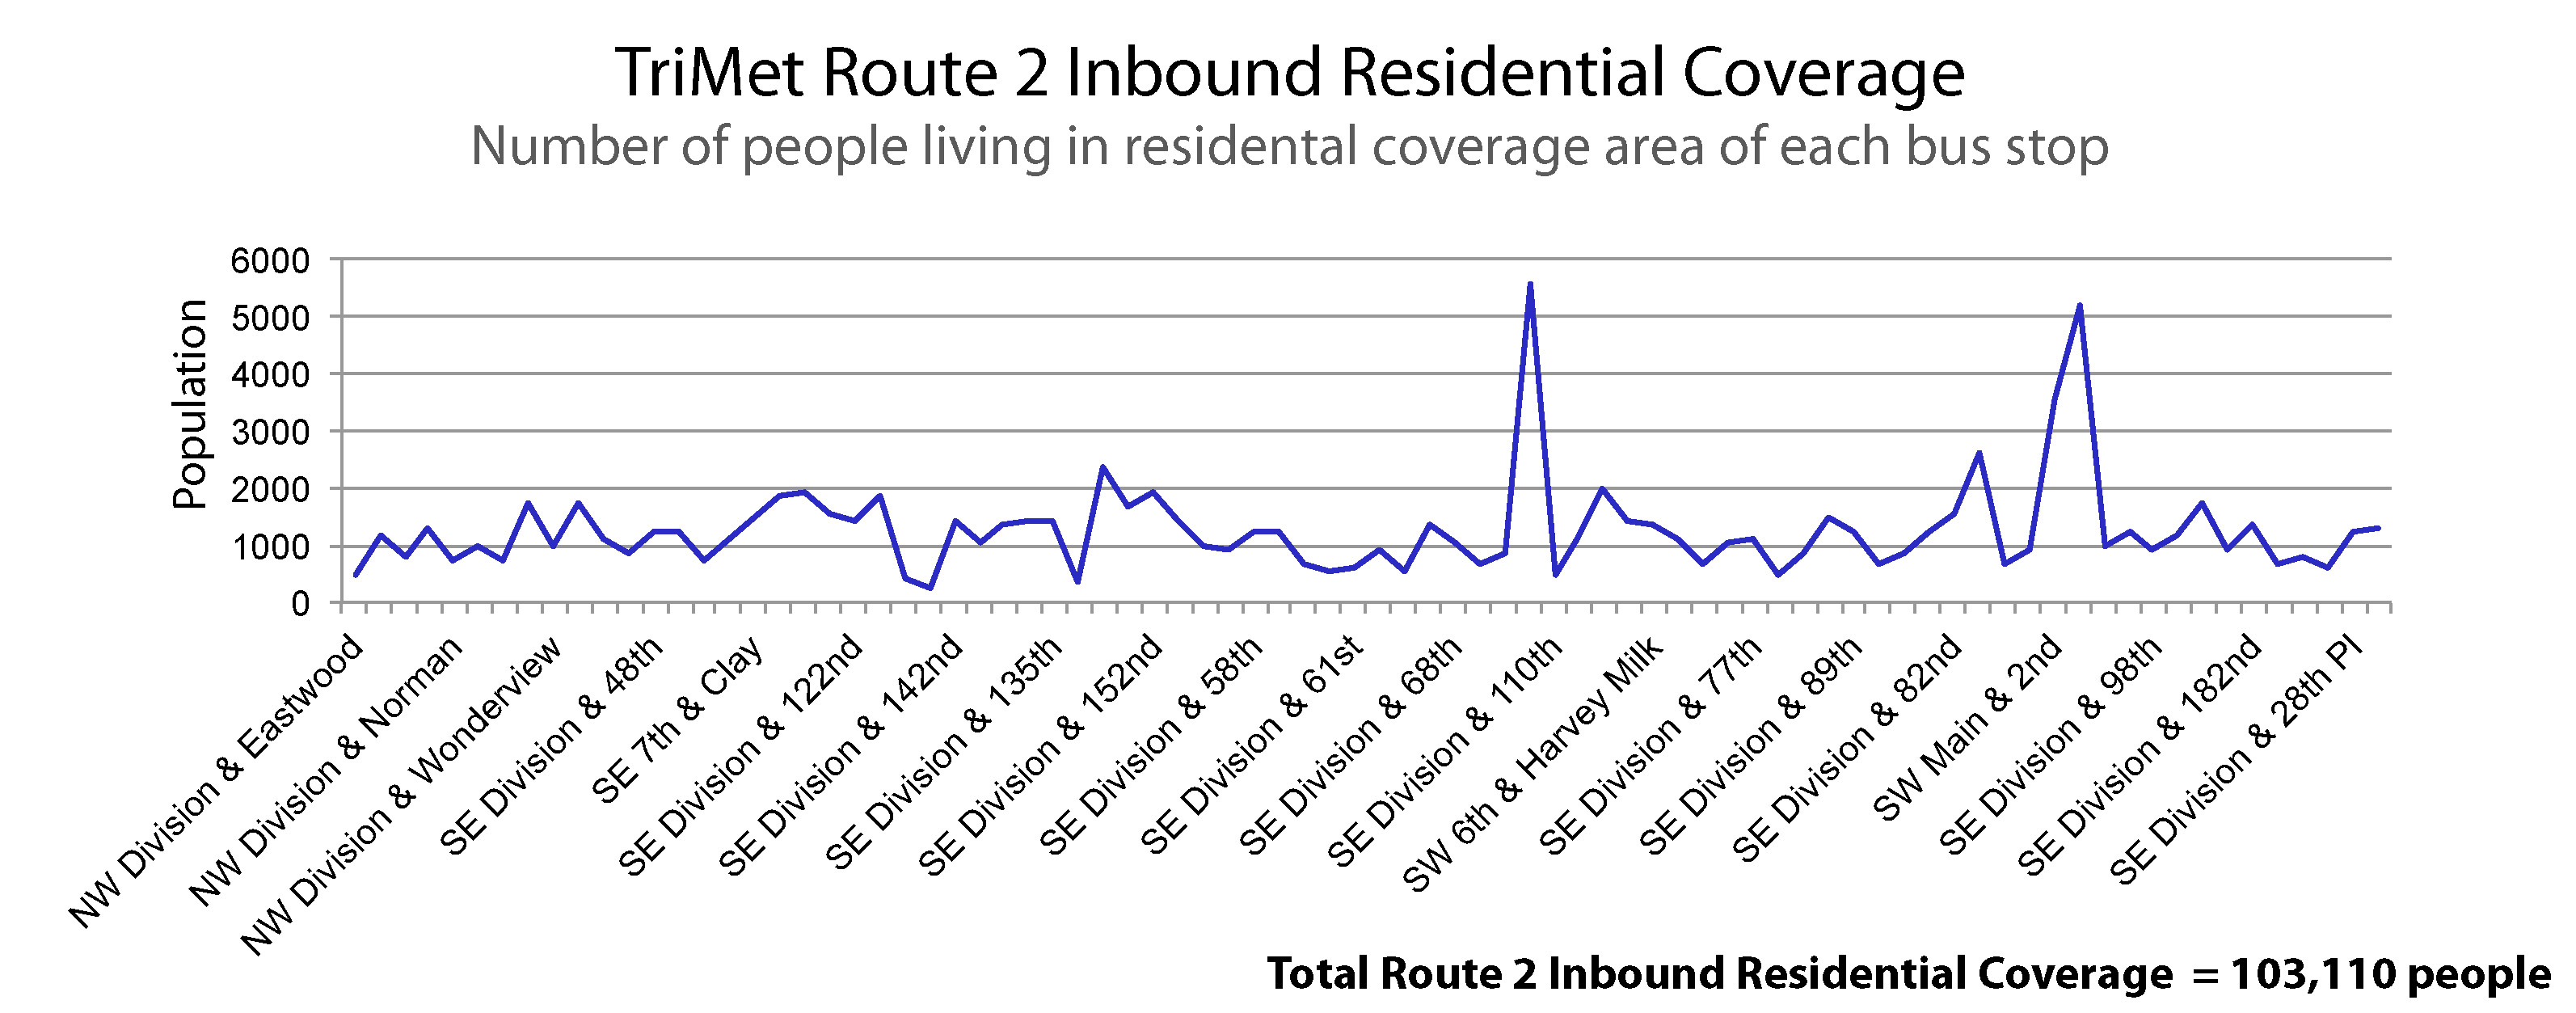 TriMet Route 2 Inbound Residential Coverage
Number of people living in residental coverage area of each bus stop
Population
6000
5000
4000
3000
2000
1000
0
NW Division & Eastwood
NW Division & Norman
NW Division & Wonderview
SE Division & 48th
SE 7th & Clay
SE Division & 122nd
SE Division & 142nd
SE Division & 135th
SE Division & 152nd
SE Division & 58th
SE Division & 61st
SE Division & 68th
SE Division & 110th
SW 6th & Harvey Milk
SE Division & 77th
SE Division & 89th
SE Division & 82nd
SW Main & 2nd
SE Division & 98th
SE Division & 182nd
SE Division & 28th Pl
Total Route 2 Inbound Residential Coverage = 103,110 people